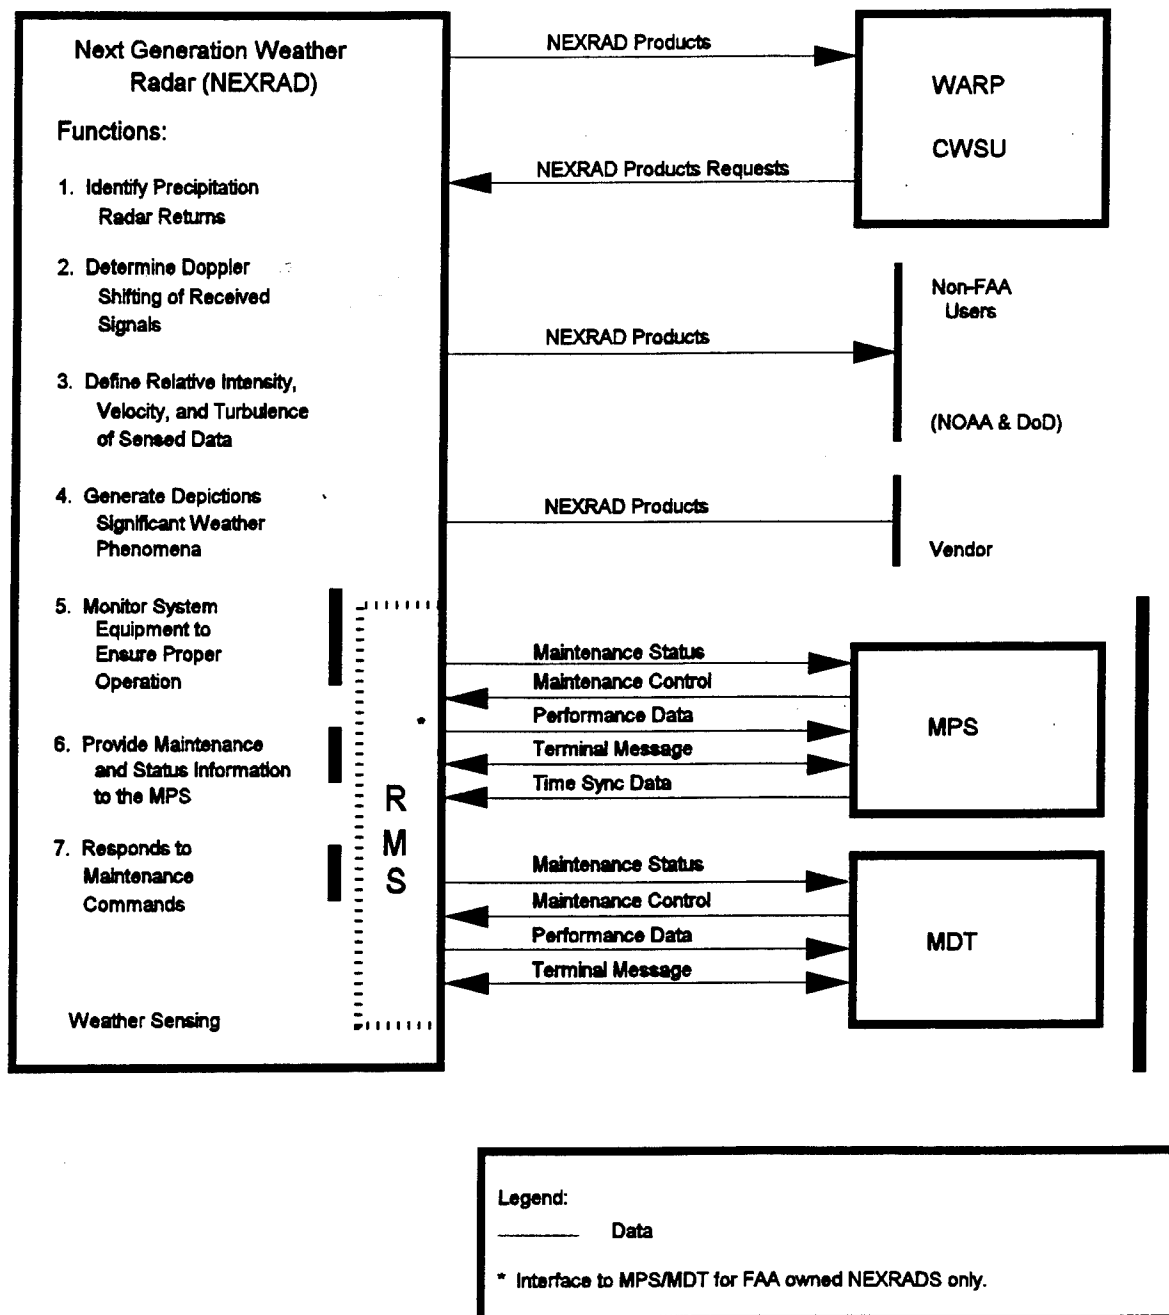 Next Generation Weather
Radar (NEXRAD)
Functions:
1. Identify Precipitation
Radar Returns
2. Determine Doppler
Shifting of Received
Signals
3. Define Relative Intensity,
Velocity, and Turbulence
of Sensed Data
4. Generate Depictions
Significant Weather
Phenomena
5. Monitor System
Equipment to
Ensure Proper
Operation
6. Provide Maintenance
and Status Information
to the MPS
7. Responds to
Maintenance
Commands
Weather Sensing
*
R
M
S
NEXRAD Products
NEXRAD Products Requests
WARP
CWSU
NEXRAD Products
Non-FAA
Users
(NOAA & DoD)
NEXRAD Products
Vendor
Maintenance Status
Maintenance Control
Performance Data
Terminal Message
Time Sync Data
MPS
Maintenance Status
Maintenance Control
Performance Data
Terminal Message
MDT
Legend:
Data
* Interface to MPS/MDT for FAA owned NEXRADS only.